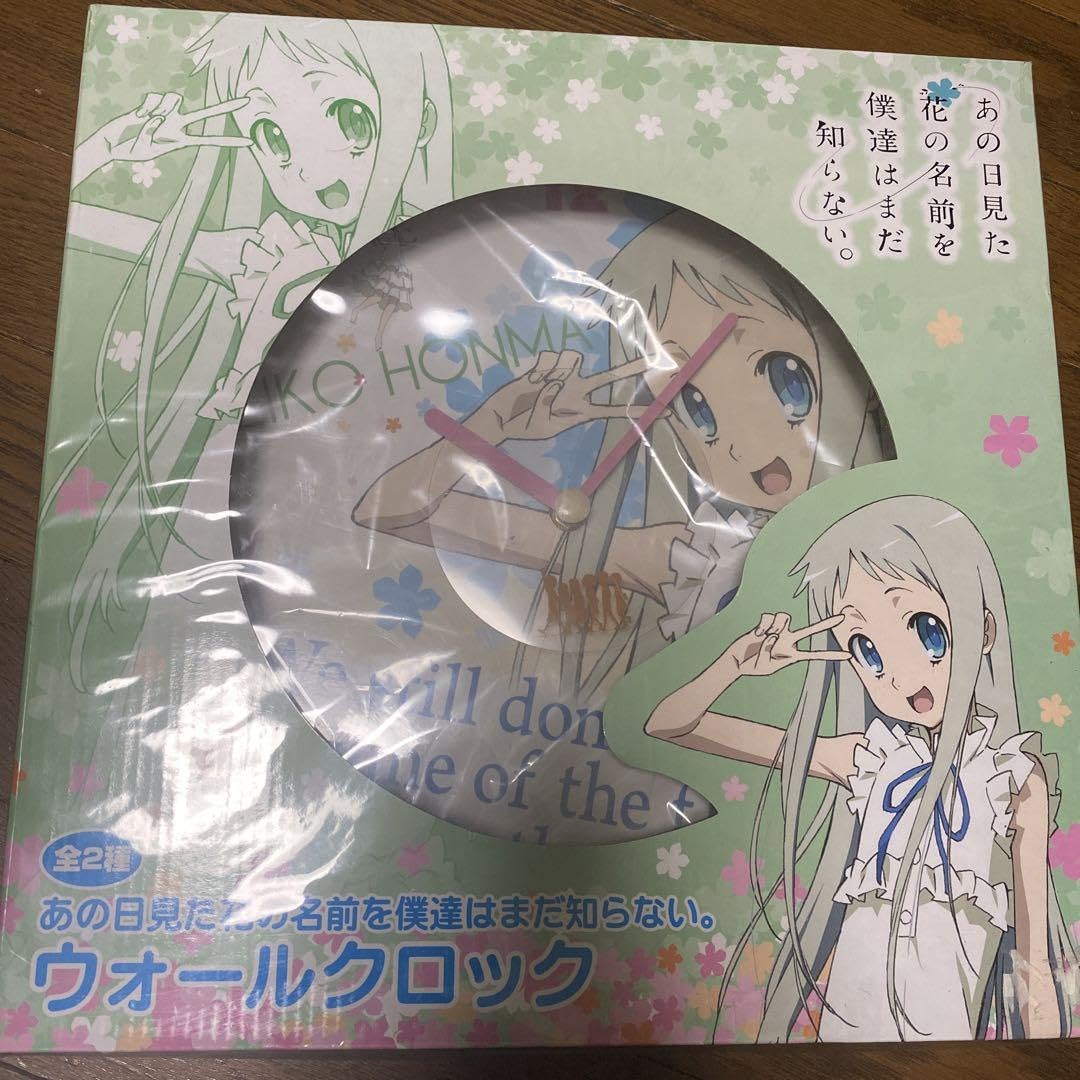 あの日見た
花の名前を
僕達はまだ
知らない。
IKO HONMA
We will don
me of the f
全2種
あの日見た花の名前を僕達はまだ知らない。
ウォールクロック